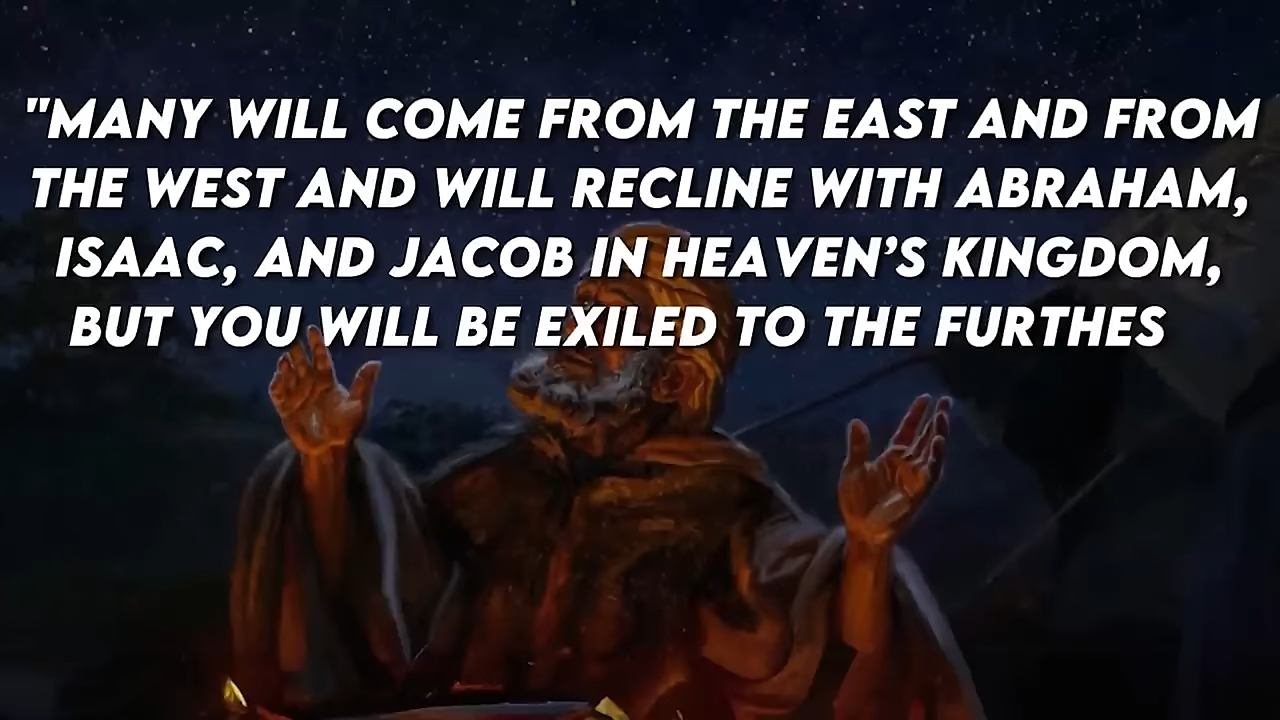 "MANY WILL COME FROM THE EAST AND FROM
THE WEST AND WILL RECLINE WITH ABRAHAM,
ISAAC, AND JACOB IN HEAVEN’S KINGDOM,
BUT YOU WILL BE EXILED TO THE FURTHES